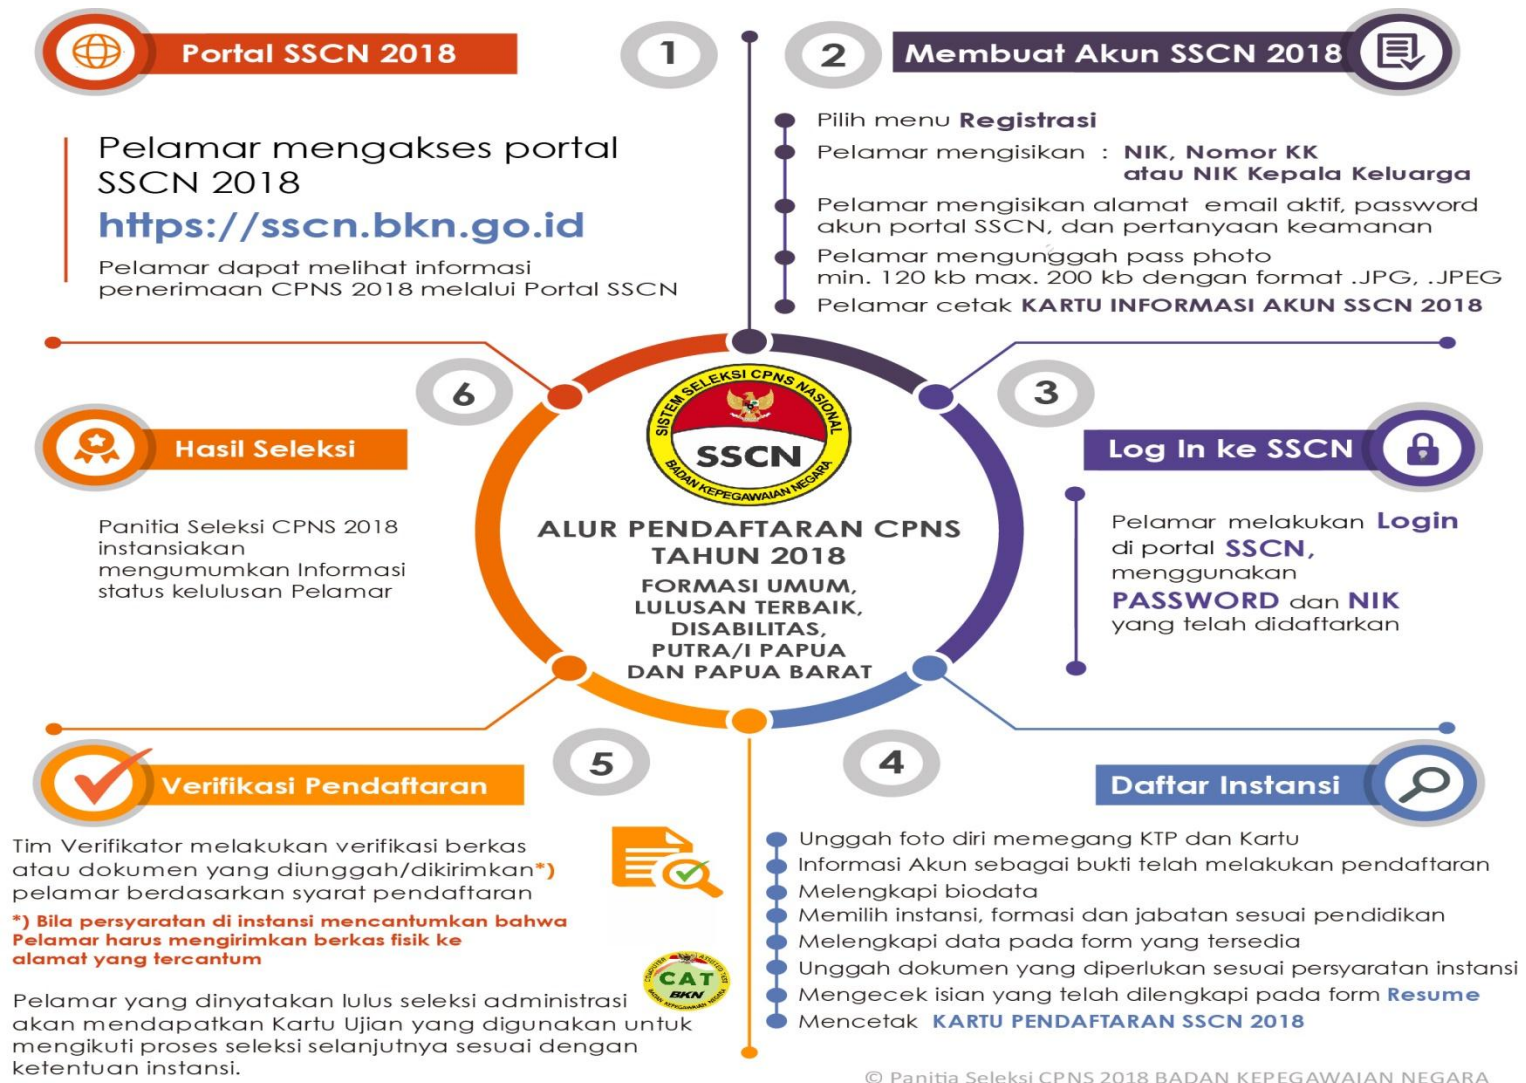 Portal SSCN 2018
1
Pelamar mengakses portal
SSCN 2018
https://sscn.bkn.go.id
Pelamar dapat melihat informasi
penerimaan CPNS 2018 melalui Portal SSCN
2
Membuat Akun SSCN 2018
Pilih menu Registrasi
Pelamar mengisikan : NIK, Nomor KK
atau NIK Kepala Keluarga
Pelamar mengisikan alamat email aktif, password
akun portal SSCN, dan pertanyaan keamanan
Pelamar mengunggah pass photo
min. 120 kb max. 200 kb dengan format .JPG, .JPEG
Pelamar cetak KARTU INFORMASI AKUN SSCN 2018
3
Log In ke SSCN
Pelamar melakukan Login
di portal SSCN,
menggunakan
PASSWORD dan NIK
yang telah didaftarkan
SISTEM SELEKSI CPNS NASIONAL
SSCN
BADAN KEPEGAWAIAN NEGARA
ALUR PENDAFTARAN CPNS
TAHUN 2018
FORMASI UMUM,
LULUSAN TERBAIK,
DISABILITAS,
PUTRA/I PAPUA
DAN PAPUA BARAT
4
Daftar Instansi
Unggah foto diri memegang KTP dan Kartu
Informasi Akun sebagai bukti telah melakukan pendaftaran
Melengkapi biodata
Memilih instansi, formasi dan jabatan sesuai pendidikan
Melengkapi data pada form yang tersedia
Unggah dokumen yang diperlukan sesuai persyaratan instansi
Mengecek isian yang telah dilengkapi pada form Resume
Mencetak KARTU PENDAFTARAN SSCN 2018
5
Verifikasi Pendaftaran
Tim Verifikator melakukan verifikasi berkas
atau dokumen yang diunggah/dikirimkan*)
pelamar berdasarkan syarat pendaftaran
*) Bila persyaratan di instansi mencantumkan bahwa
Pelamar harus mengirimkan berkas fisik ke
alamat yang tercantum
COMPUTER ASSISTED TEST
CAT
BKN
BADAN KEPEGAWAIAN NEGARA
Pelamar yang dinyatakan lulus seleksi administrasi
akan mendapatkan Kartu Ujian yang digunakan untuk
mengikuti proses seleksi selanjutnya sesuai dengan
ketentuan instansi.
6
Hasil Seleksi
Panitia Seleksi CPNS 2018
instansiakan
mengumumkan Informasi
status kelulusan Pelamar
© Panitia Seleksi CPNS 2018 BADAN KEPEGAWAIAN NEGARA